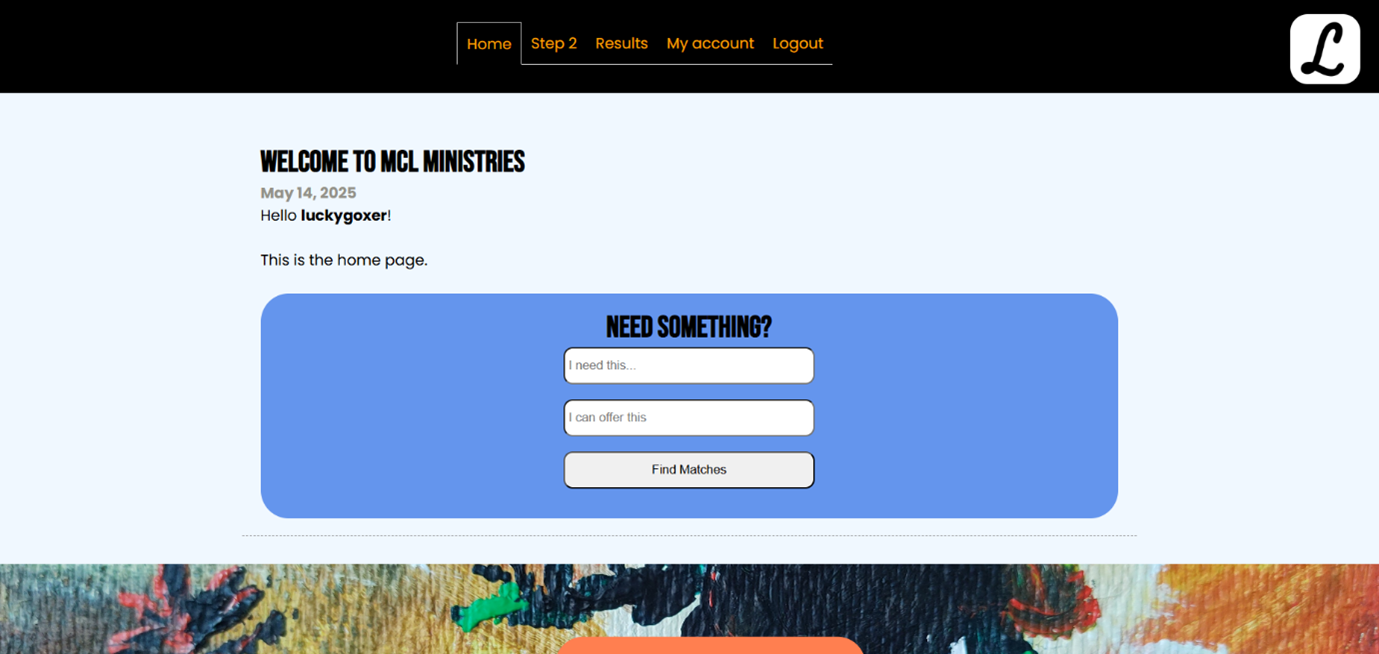 Home Step 2 Results My account Logout
L
WELCOME TO MCL MINISTRIES
May 14, 2025
Hello luckygoxer!
This is the home page.
NEED SOMETHING?
I need this...
I can offer this
Find Matches